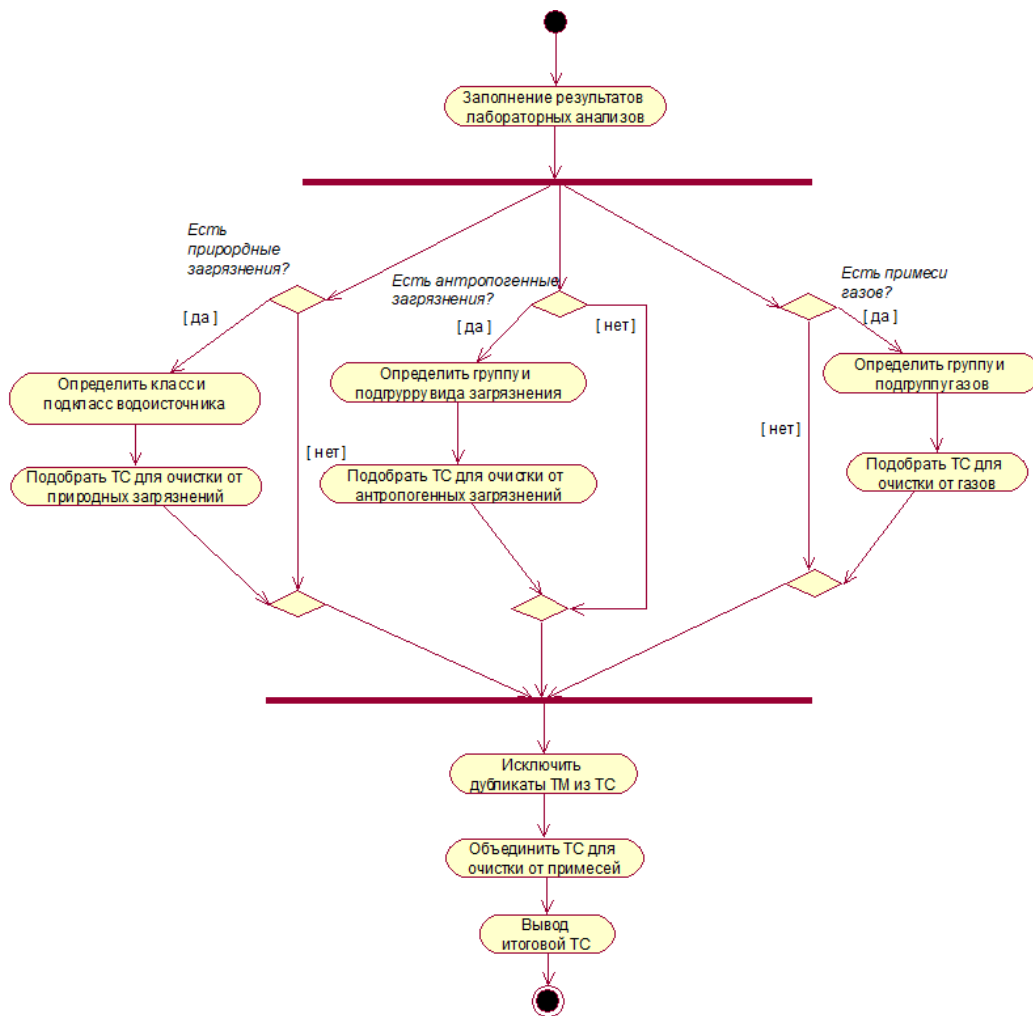 Заполнение результатов
лабораторных анализов
Есть
прирордные
загрязнения?
Есть антропогенные
загрязнения?
Есть примеси
газов?
[ да ]
[ да ]
[ нет ]
[ да ]
Определить класс и
подкласс водоисточника
Определить группу и
подгруррувида загрязнения
Определить группу и
подгруппу газов
[ нет ]
[ нет ]
Подобрать ТС для очистки от
природных загрязнений
Подобрать ТС для очистки от
антропогенных загрязнений
Подобрать ТС для
очистки от газов
Исключить
дубликаты ТМ из ТС
Объединить ТС для
очистки от примесей
Вывод
итоговой ТС